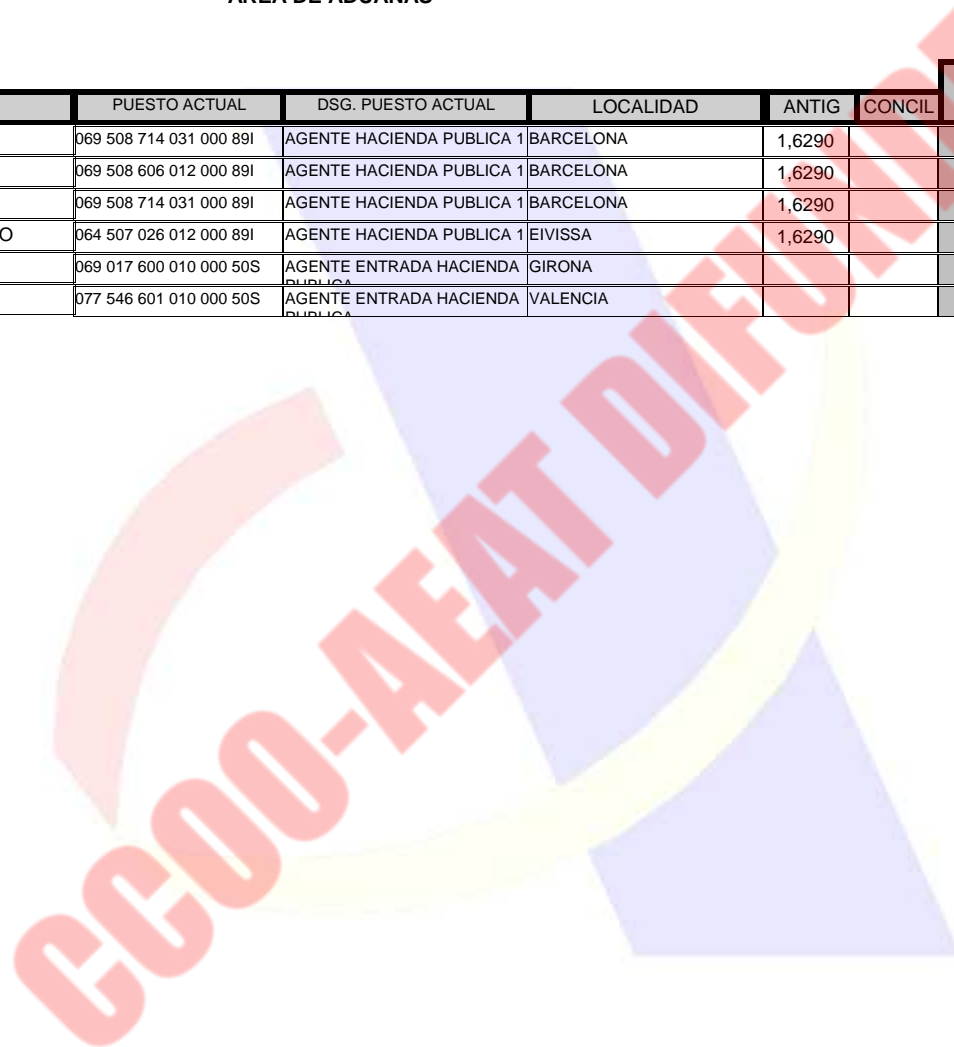 AREA DE ADUANAS
PUESTO ACTUAL DSG. PUESTO ACTUAL LOCALIDAD ANTIG CONCIL
069 508 714 031 000 89I AGENTE HACIENDA PUBLICA 1 BARCELONA 1,6290
069 508 606 012 000 89I AGENTE HACIENDA PUBLICA 1 BARCELONA 1,6290
069 508 714 031 000 89I AGENTE HACIENDA PUBLICA 1 BARCELONA 1,6290
O 064 507 026 012 000 89I AGENTE HACIENDA PUBLICA 1 EIVISSA 1,6290
069 017 600 010 000 50S AGENTE ENTRADA HACIENDA GIRONA
PUBLICA
077 546 601 010 000 50S AGENTE ENTRADA HACIENDA VALENCIA
PUBLICA
CCOO-AEAT DIFUND